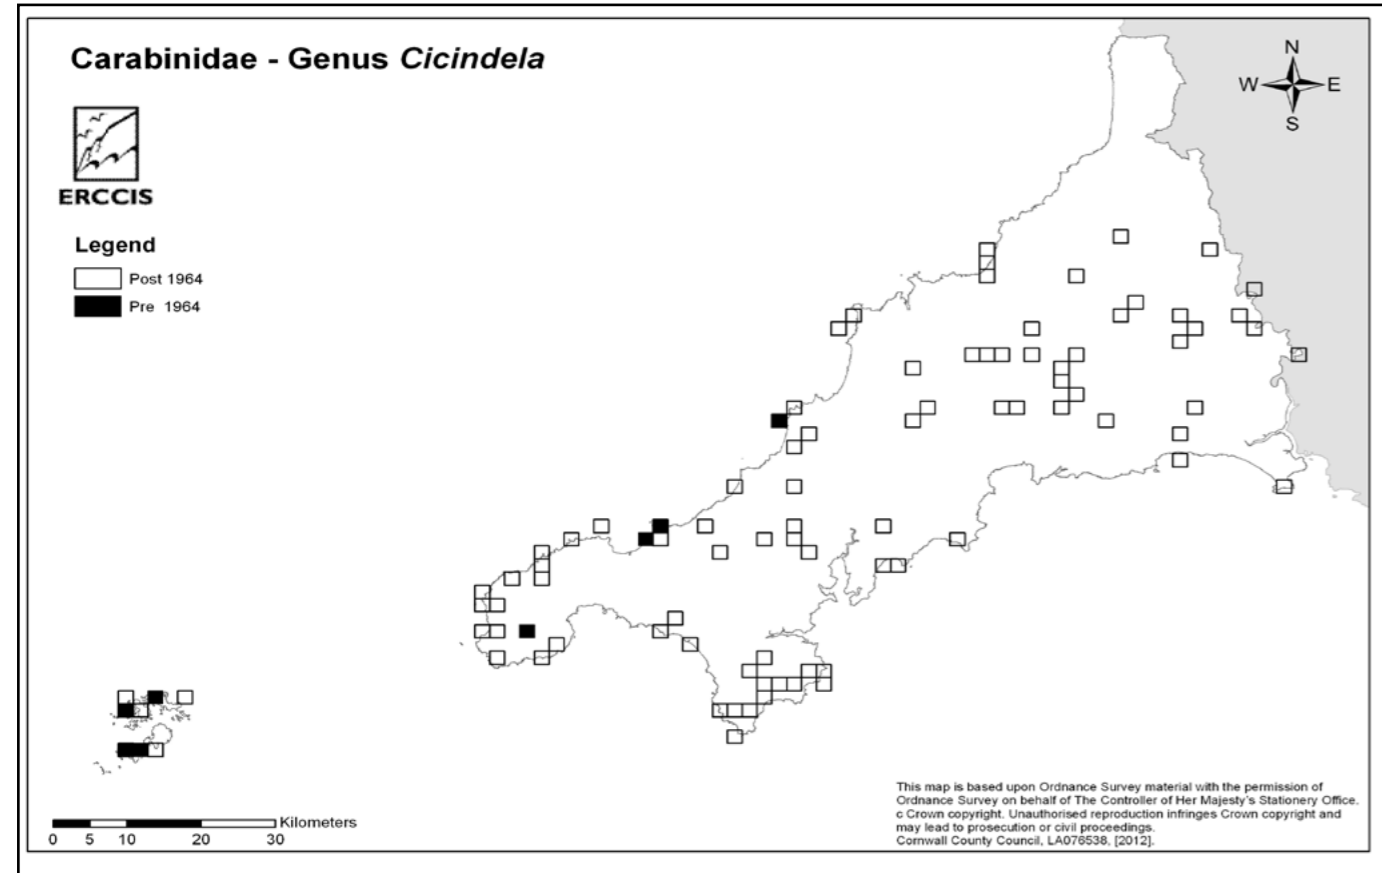 Carabinidae - Genus Cicindela
N
W E
S
ERCCIS
Legend
Post 1964
Pre 1964
This map is based upon Ordnance Survey material with the permission of
Ordnance Survey on behalf of The Controller of Her Majesty's Stationery Office.
c Crown copyright. Unauthorised reproduction infringes Crown copyright and
may lead to prosecution or civil proceedings.
Cornwall County Council, LA076538, [2012].
Kilometers
0 5 10 20 30